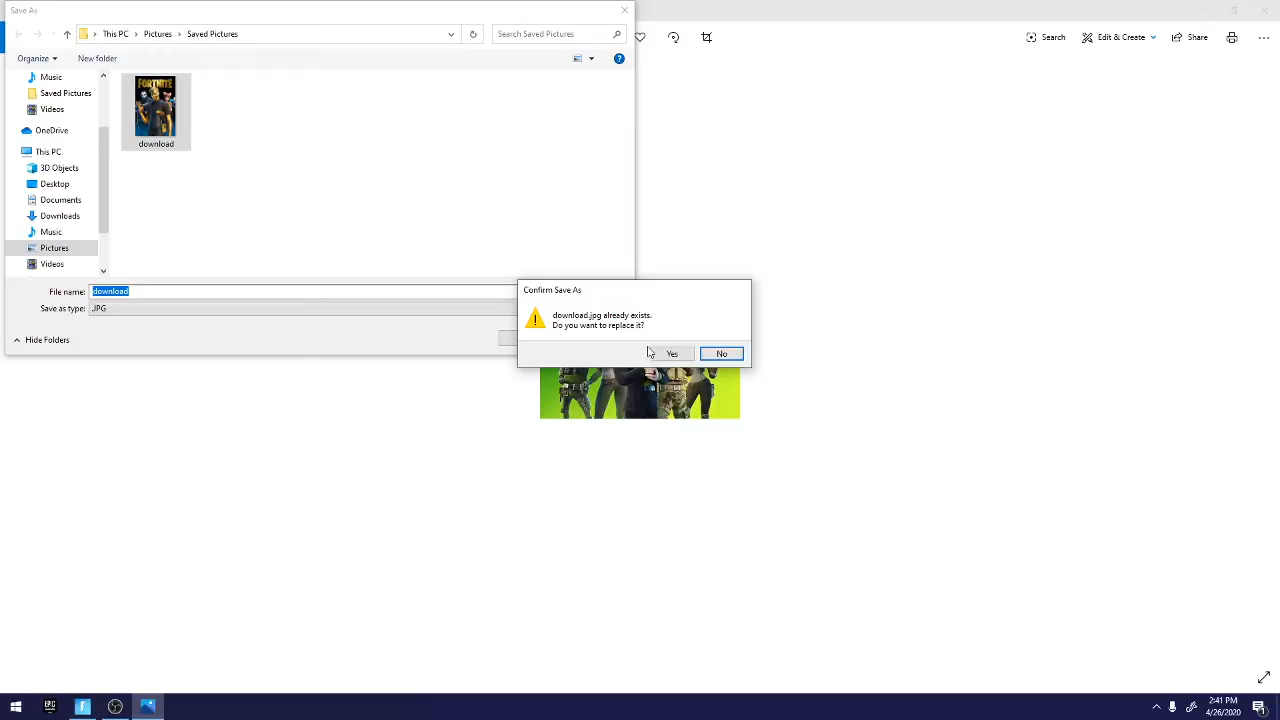 Save As
This PC
Pictures
Saved Pictures
Search Saved Pictures
Search
Edit & Create
Share
Organize
New folder
Music
Saved Pictures
Videos
OneDrive
This PC
3D Objects
Desktop
Documents
Downloads
Music
Pictures
Videos
FORTNITE
download
File name:
download
Save as type:
JPG
Hide Folders
Confirm Save As
download.jpg already exists.
Do you want to replace it?
Yes
No
EPIC
2:41 PM
4/26/2020
1